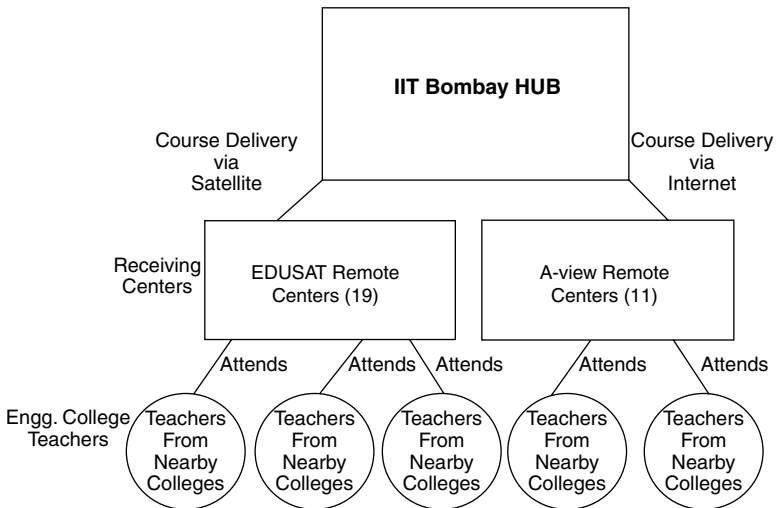 IIT Bombay HUB
Course Delivery
via
Satellite
Course Delivery
via
Internet
Receiving
Centers
EDUSAT Remote
Centers (19)
A-view Remote
Centers (11)
Attends
Attends
Attends
Attends
Attends
Engg. College
Teachers
Teachers
From
Nearby
Colleges
Teachers
From
Nearby
Colleges
Teachers
From
Nearby
Colleges
Teachers
From
Nearby
Colleges
Teachers
From
Nearby
Colleges